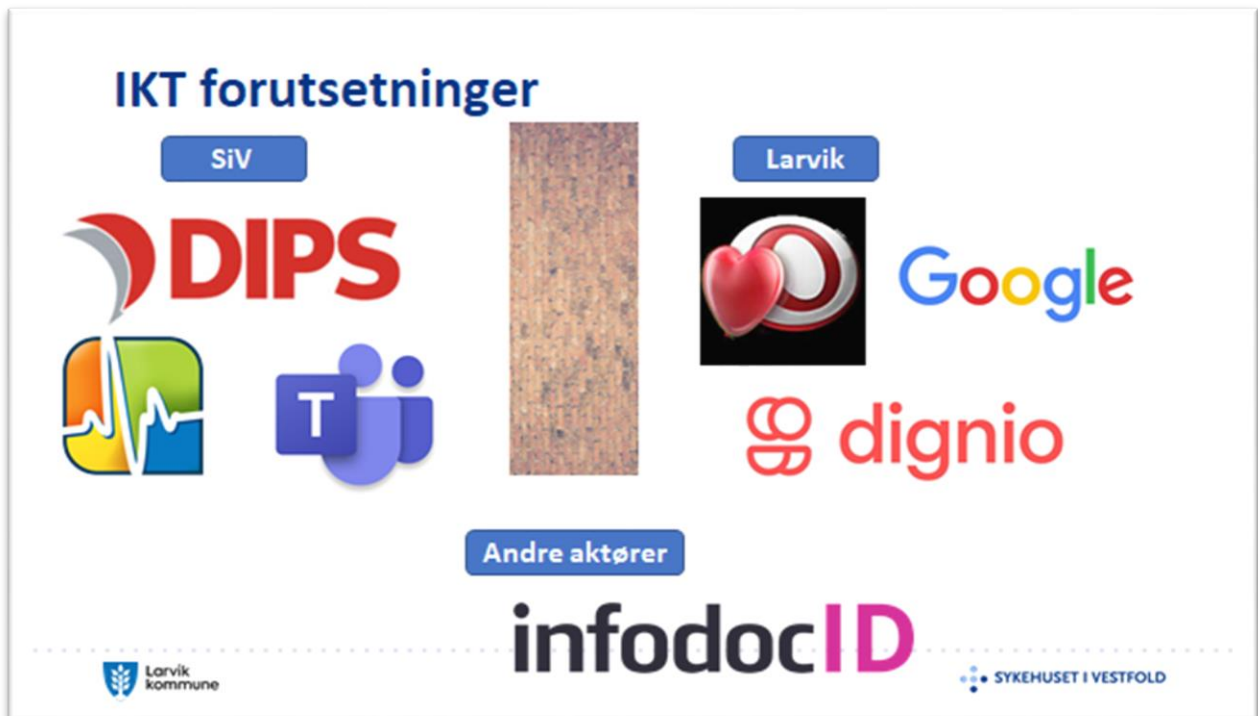 IKT forutsetninger
SiV
Larvik
DIPS
Google
T
dignio
Andre aktører
infodocID
Larvik
kommune
SYKEHUSET I VESTFOLD